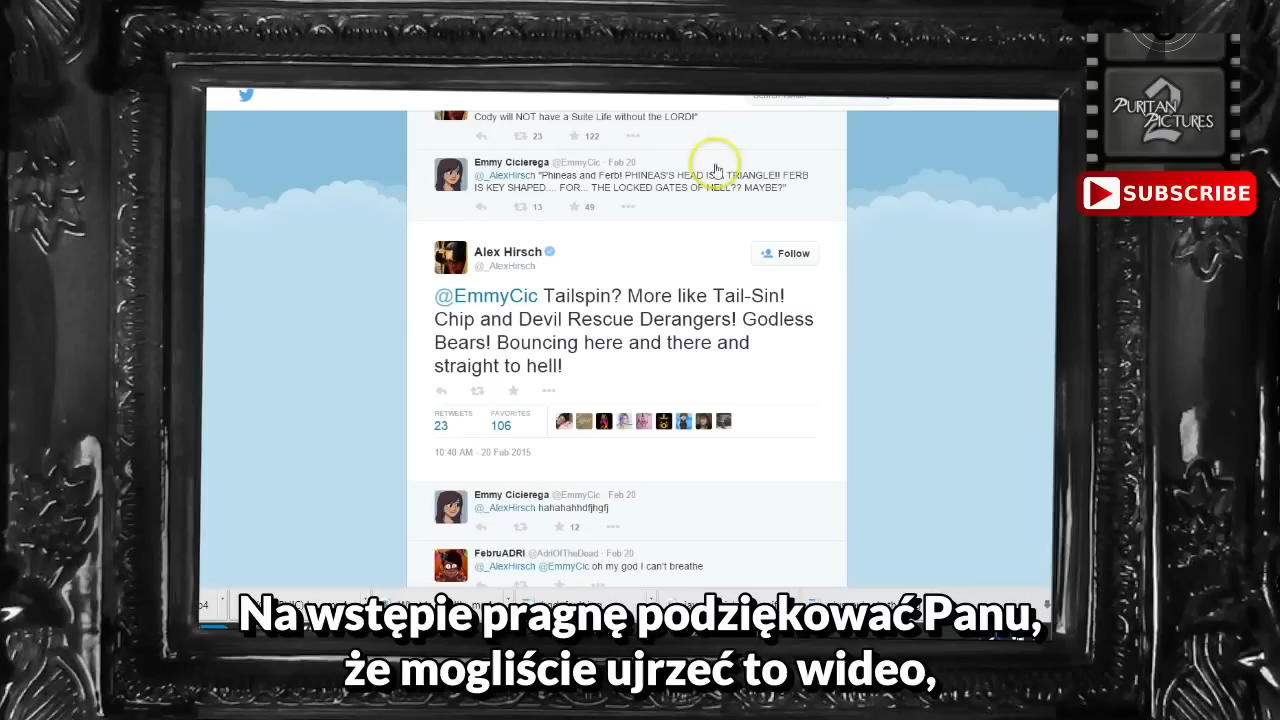 Cody will NOT have a Suite Life without the LORD!"
23 122
Emmy Cicierega @EmmyCic · Feb 20
@_AlexHirsch "Phineas and Ferb! PHINEAS'S HEAD IS A TRIANGLE!! FERB
IS KEY SHAPED.... FOR... THE LOCKED GATES OF HELL?? MAYBE?"
13 49
Alex Hirsch
@_AlexHirsch
Follow
@EmmyCic Tailspin? More like Tail-Sin!
Chip and Devil Rescue Derangers! Godless
Bears! Bouncing here and there and
straight to hell!
RETWEETS FAVORITES
23 106
10:40 AM - 20 Feb 2015
Emmy Cicierega @EmmyCic · Feb 20
@_AlexHirsch hahahahhdfjhgfj
12
FebruADRI @AdriOfTheDead · Feb 20
@_AlexHirsch @EmmyCic oh my god I can't breathe
PURITAN
PICTURES
2
SUBSCRIBE
Na wstępie pragnę podziękować Panu,
że mogliście ujrzeć to wideo,